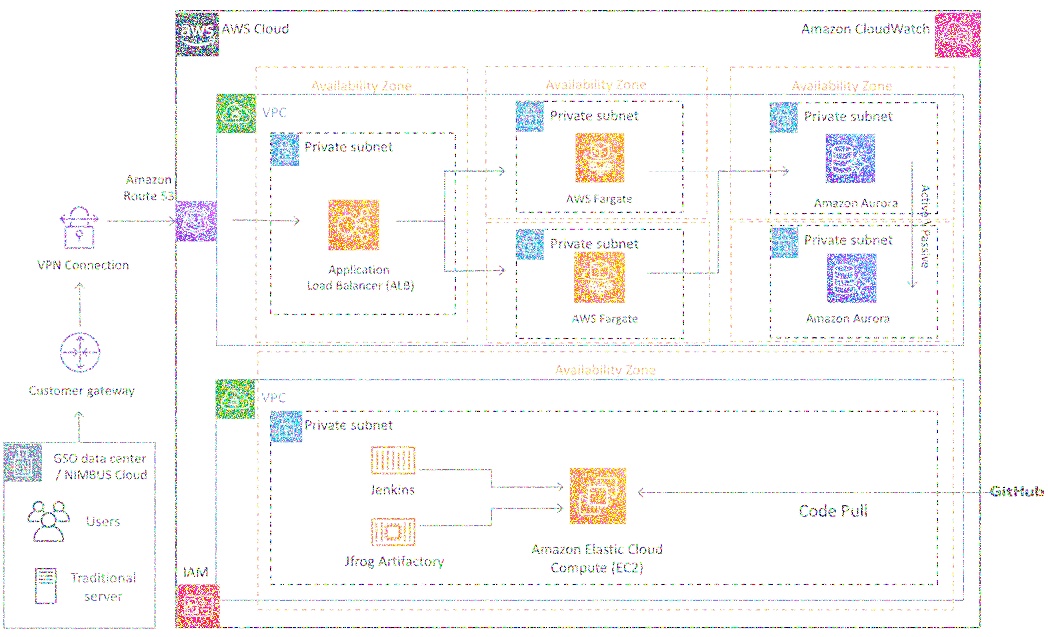 aws
AWS Cloud
Amazon CloudWatch
Availability Zone
Availability Zone
Availability Zone
VPC
Private subnet
Private subnet
Private subnet
Amazon
Route 53
AWS Fargate
Amazon Aurora
Active \ Passive
VPN Connection
Application
Load Balancer (ALB)
Private subnet
Private subnet
AWS Fargate
Amazon Aurora
Customer gateway
Availability Zone
VPC
Private subnet
GSO data center
/ NIMBUS Cloud
Users
Traditional
server
Jenkins
Jfrog Artifactory
Amazon Elastic Cloud
Compute (EC2)
Code Pull
GitHub
IAM